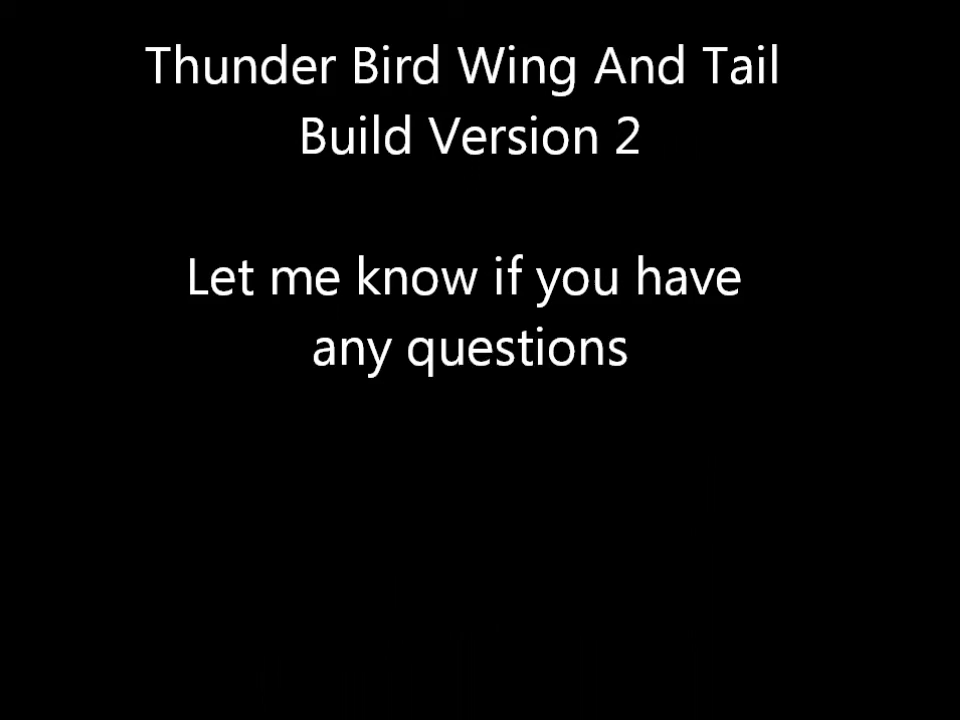 Thunder Bird Wing And Tail
Build Version 2
Let me know if you have
any questions